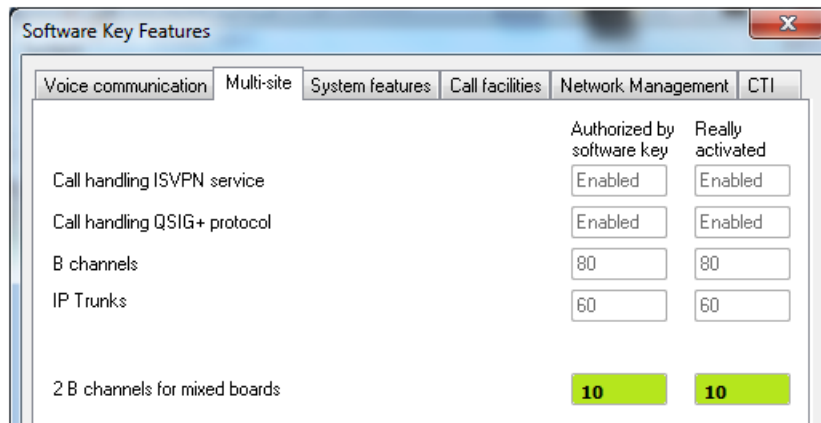 Software Key Features
x
Voice communication Multi-site System features Call facilities Network Management CTI
Authorized by Really
software key activated
Call handling ISVPN service Enabled Enabled
Call handling QSIG+ protocol Enabled Enabled
B channels 80 80
IP Trunks 60 60
2 B channels for mixed boards 10 10